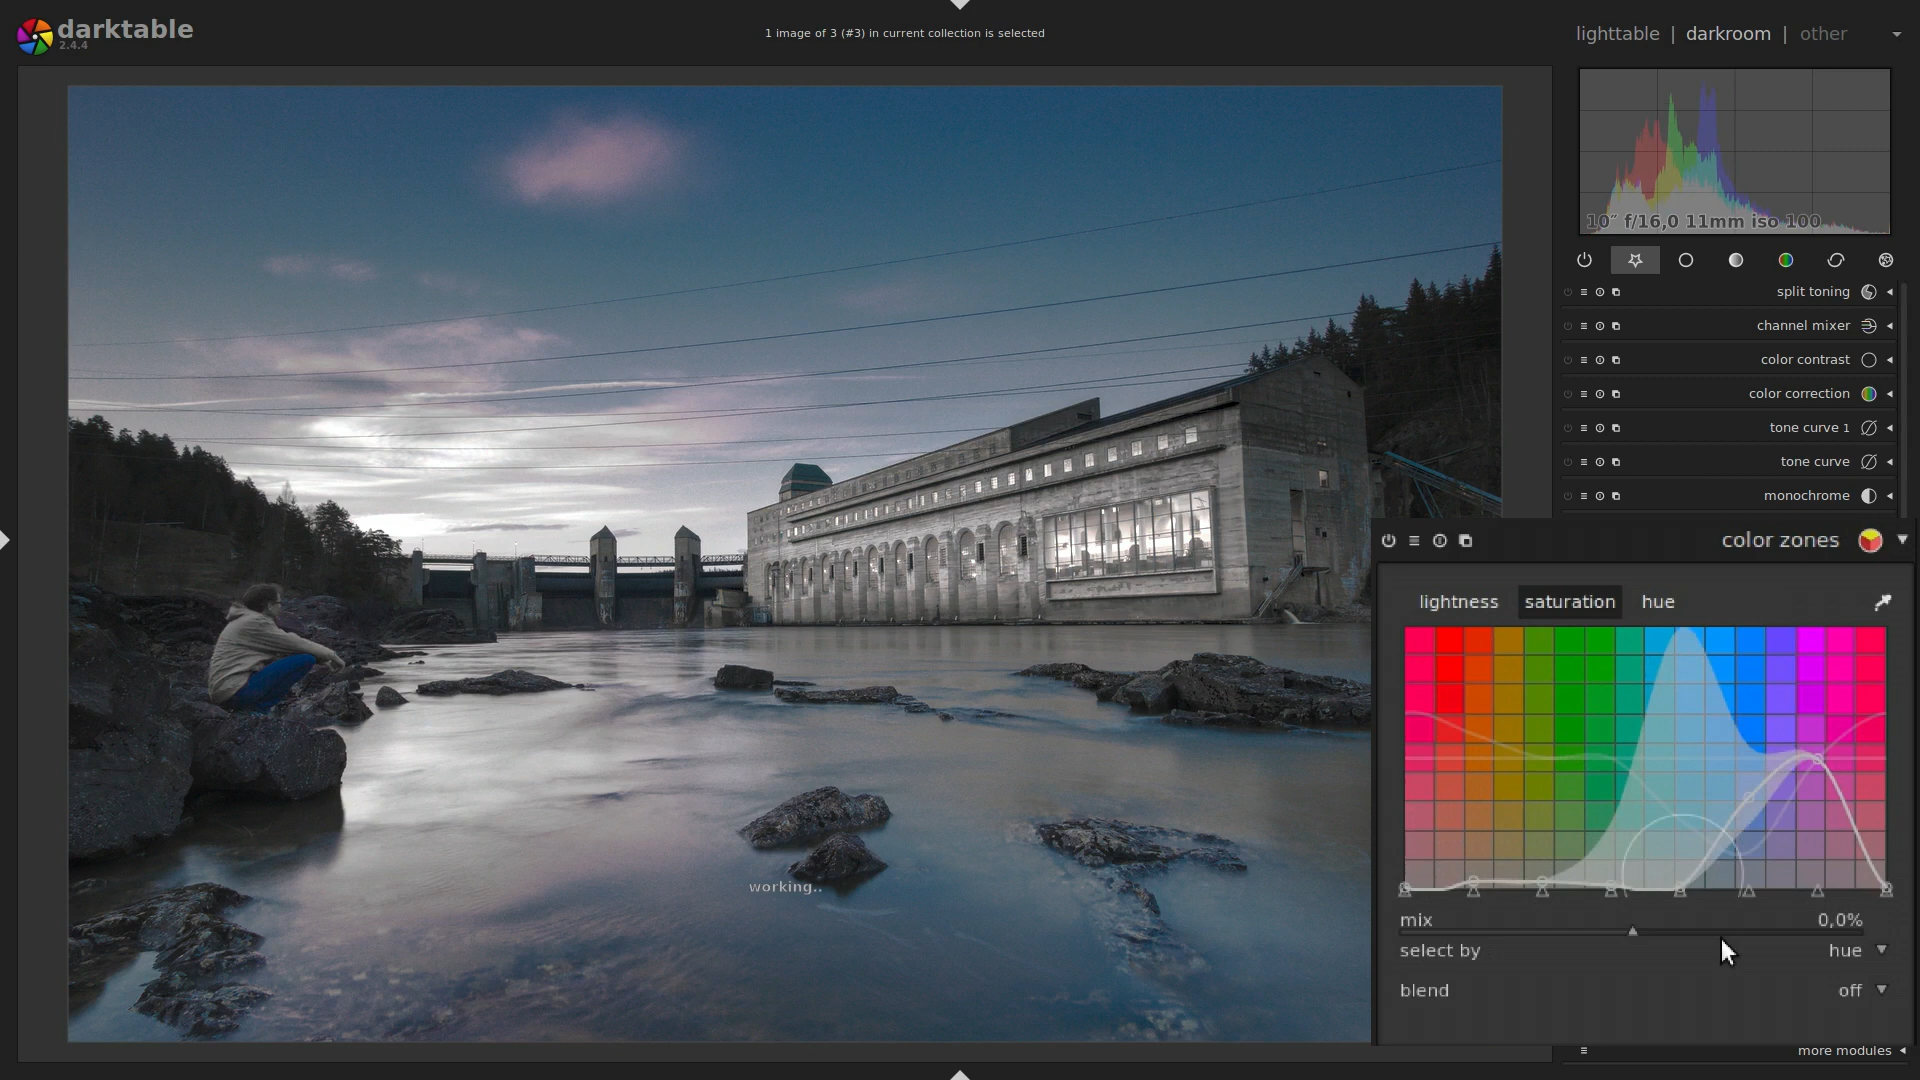 darktable
2.4.4
1 image of 3 (#3) in current collection is selected
lighttable | darkroom | other
10″ f/16,0 11mm iso 100
split toning
channel mixer
color contrast
color correction
tone curve 1
tone curve
monochrome
color zones
lightness saturation hue
working..
mix 0,0%
select by hue
blend off
more modules